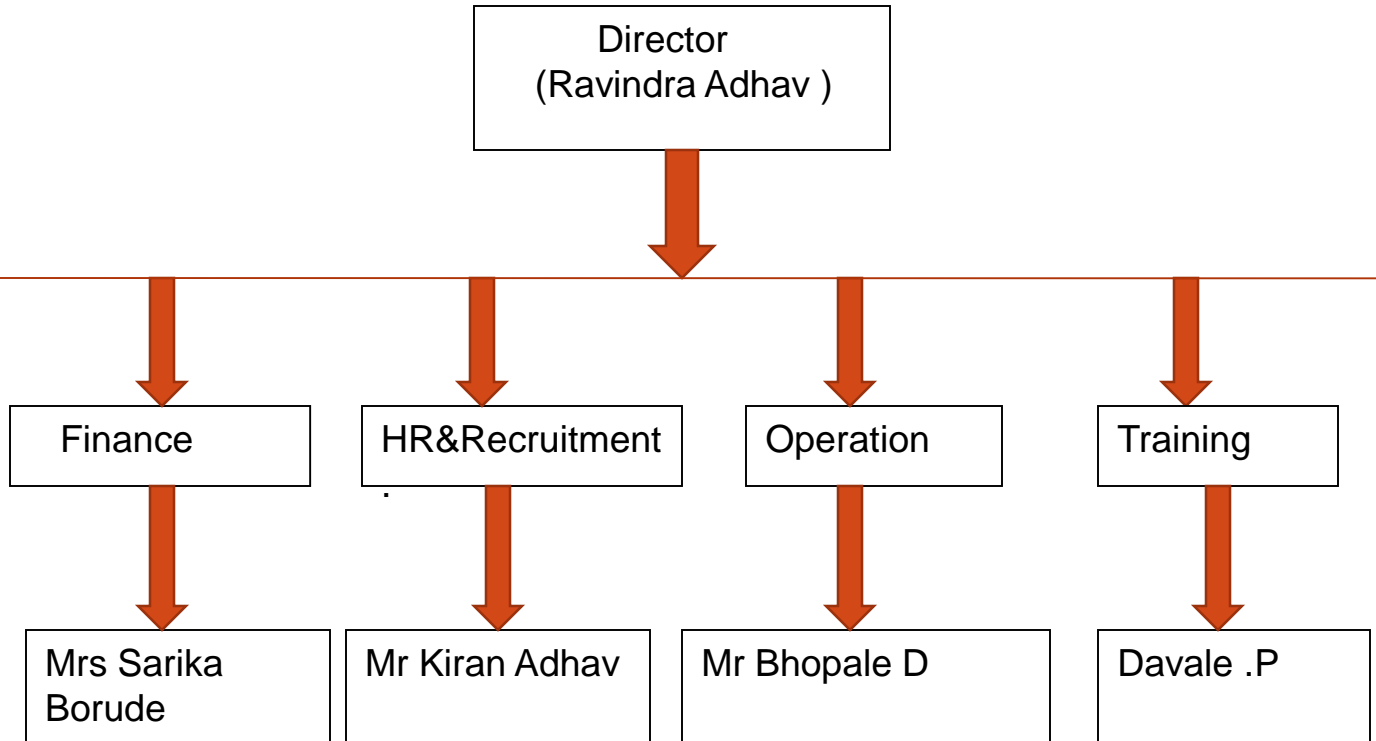 Director
(Ravindra Adhav )
Finance
HR&Recruitment
.
Operation
Training
Mrs Sarika
Borude
Mr Kiran Adhav
Mr Bhopale D
Davale .P